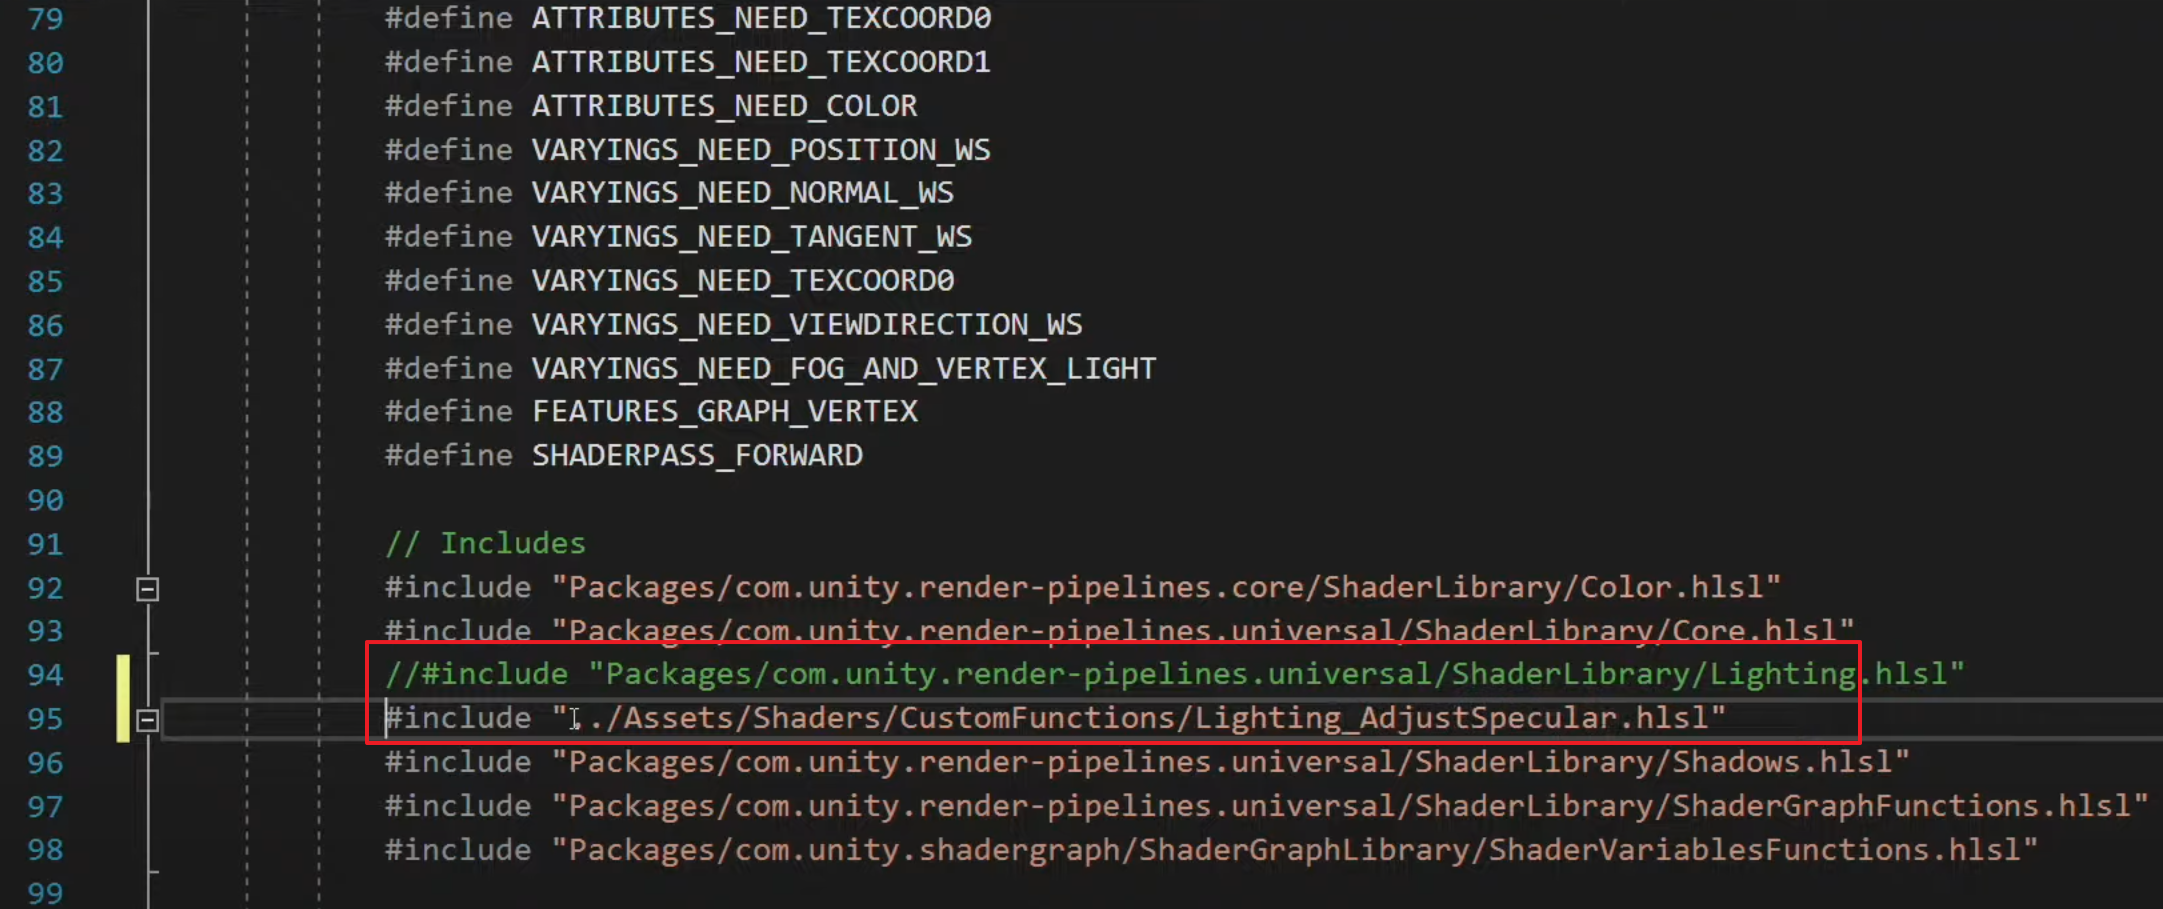 79 #define ATTRIBUTES_NEED_TEXCOORD0
80 #define ATTRIBUTES_NEED_TEXCOORD1
81 #define ATTRIBUTES_NEED_COLOR
82 #define VARYINGS_NEED_POSITION_WS
83 #define VARYINGS_NEED_NORMAL_WS
84 #define VARYINGS_NEED_TANGENT_WS
85 #define VARYINGS_NEED_TEXCOORD0
86 #define VARYINGS_NEED_VIEWDIRECTION_WS
87 #define VARYINGS_NEED_FOG_AND_VERTEX_LIGHT
88 #define FEATURES_GRAPH_VERTEX
89 #define SHADERPASS_FORWARD
90
91 // Includes
92 #include "Packages/com.unity.render-pipelines.core/ShaderLibrary/Color.hlsl"
93 #include "Packages/com.unity.render-pipelines.universal/ShaderLibrary/Core.hlsl"
94 //#include "Packages/com.unity.render-pipelines.universal/ShaderLibrary/Lighting.hlsl"
95 #include "../Assets/Shaders/CustomFunctions/Lighting_AdjustSpecular.hlsl"
96 #include "Packages/com.unity.render-pipelines.universal/ShaderLibrary/Shadows.hlsl"
97 #include "Packages/com.unity.render-pipelines.universal/ShaderLibrary/ShaderGraphFunctions.hlsl"
98 #include "Packages/com.unity.shadergraph/ShaderGraphLibrary/ShaderVariablesFunctions.hlsl"
99